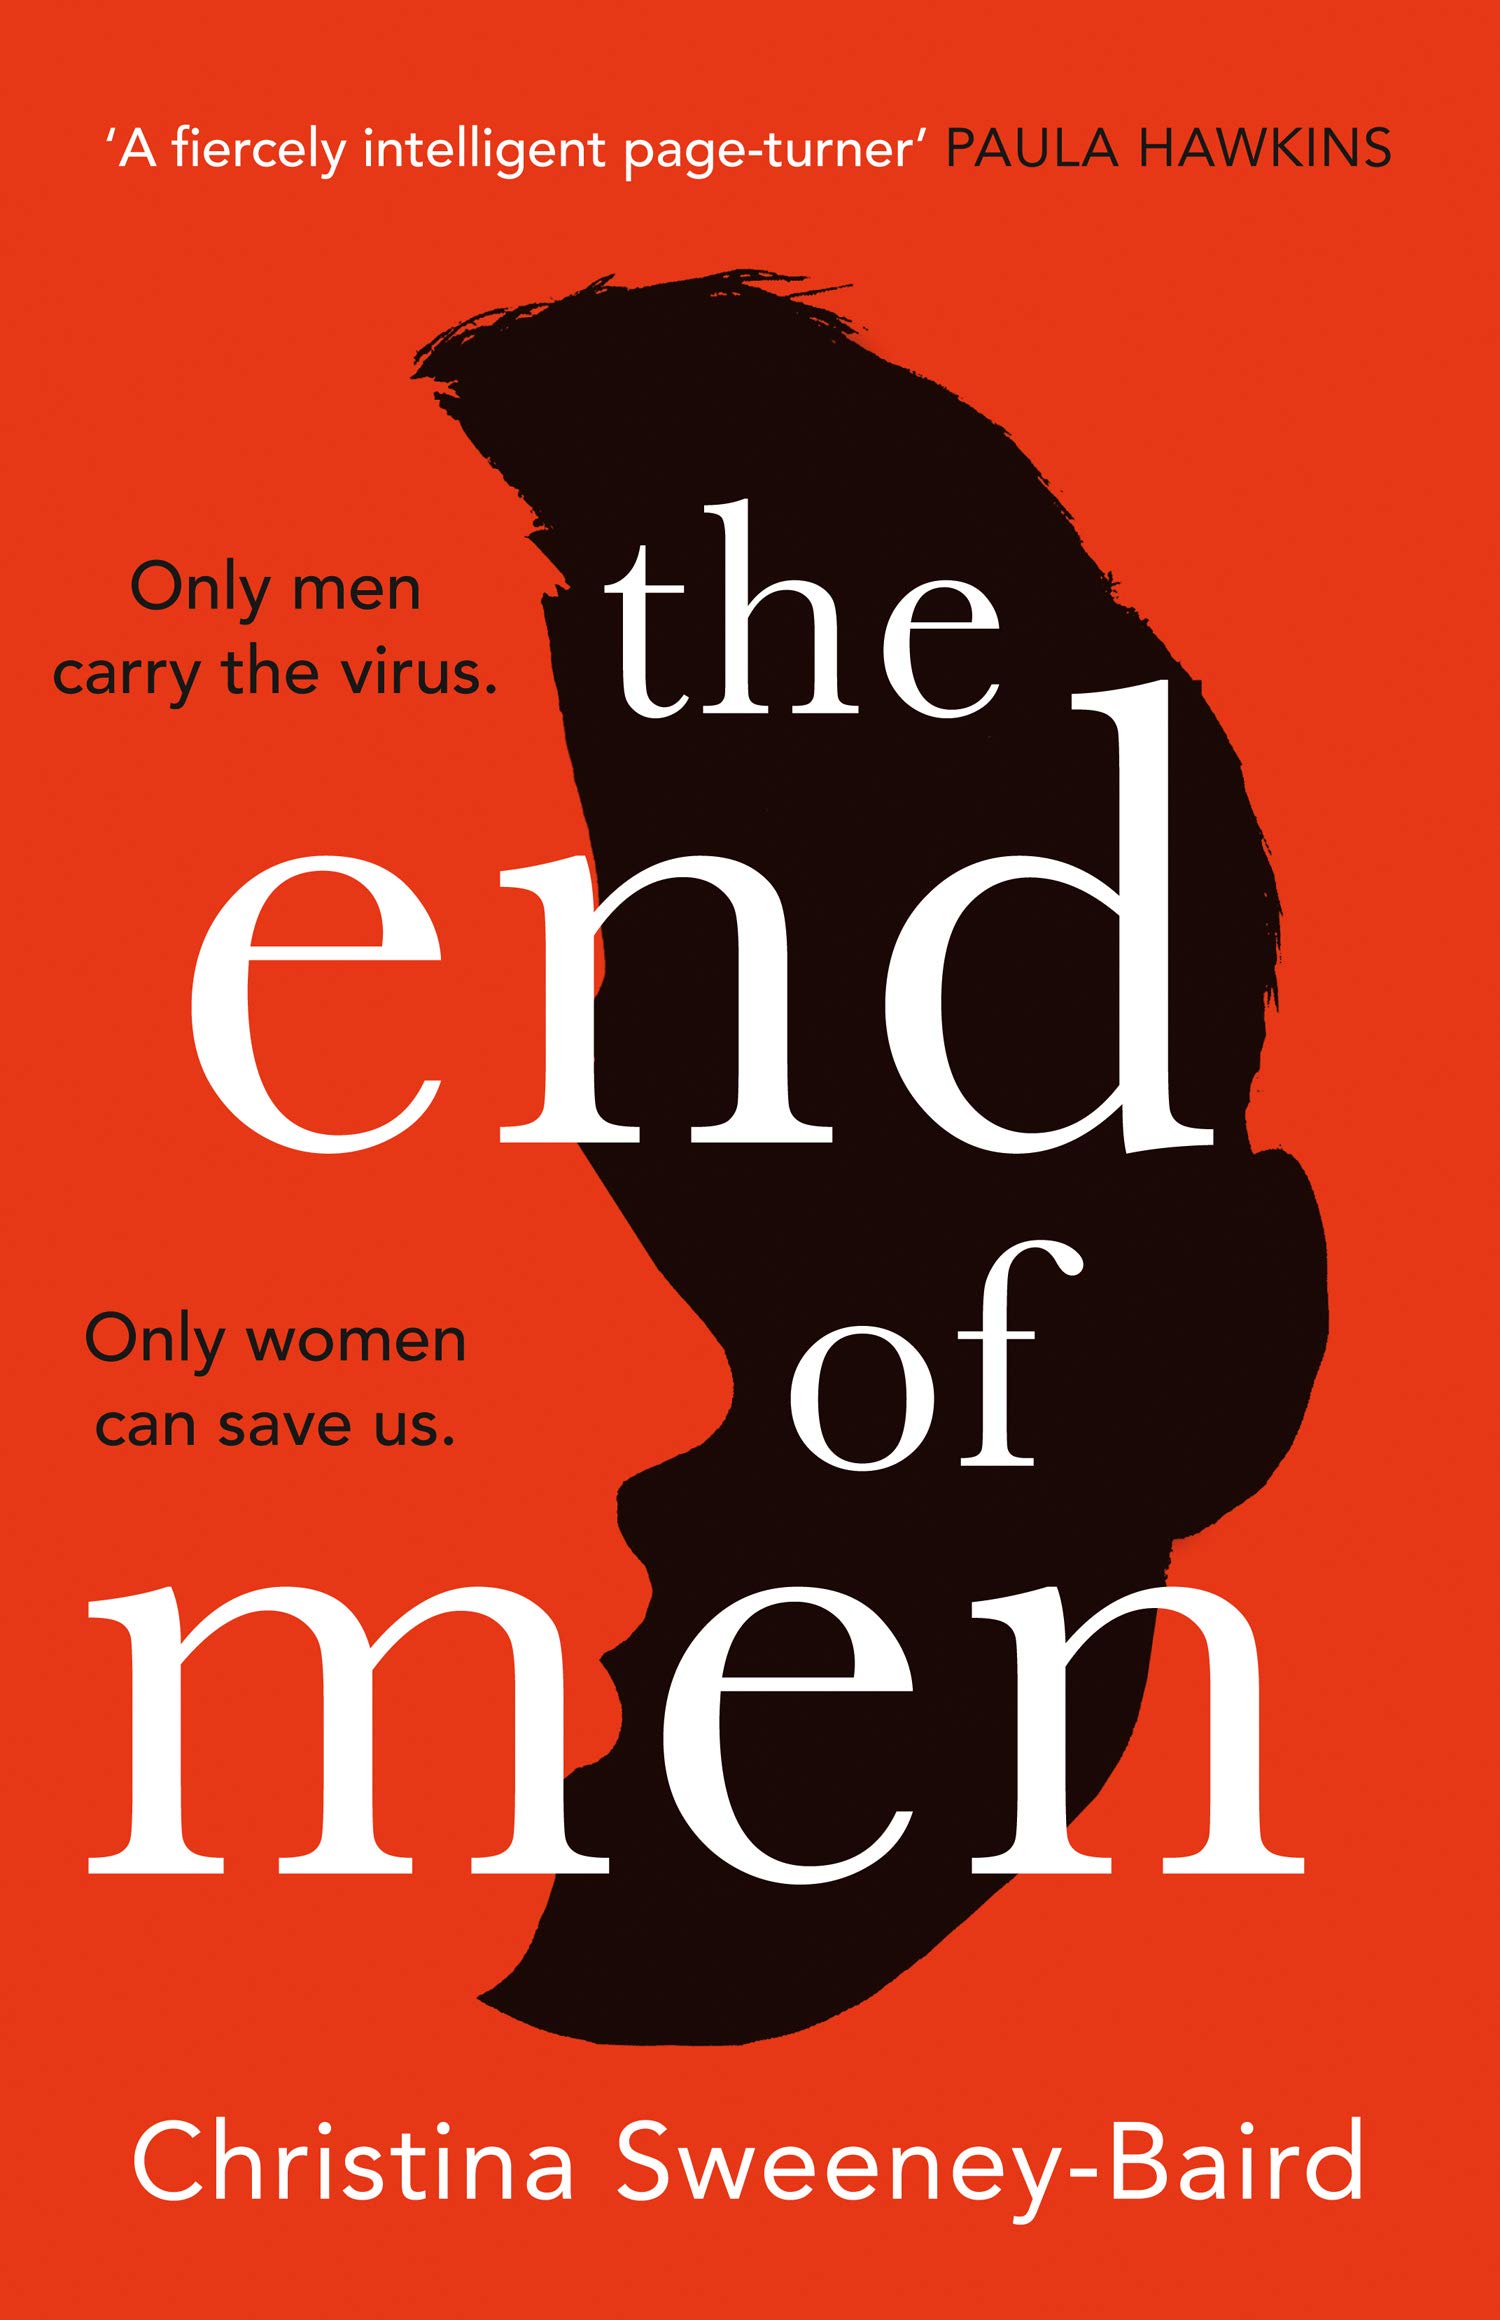 ‘A fiercely intelligent page-turner’ PAULA HAWKINS
Only men
carry the virus.
the
end
Only women
can save us.
of
men
Christina Sweeney-Baird